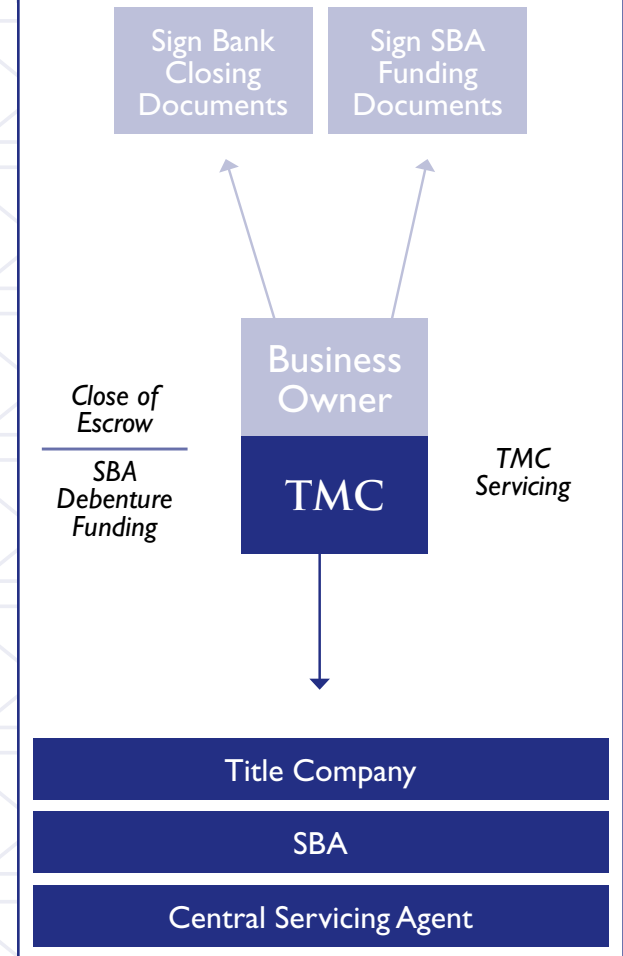 Sign Bank
Closing
Documents
Sign SBA
Funding
Documents
Business
Owner
Close of
Escrow
SBA
Debenture
Funding
TMC
TMC
Servicing
Title Company
SBA
Central Servicing Agent